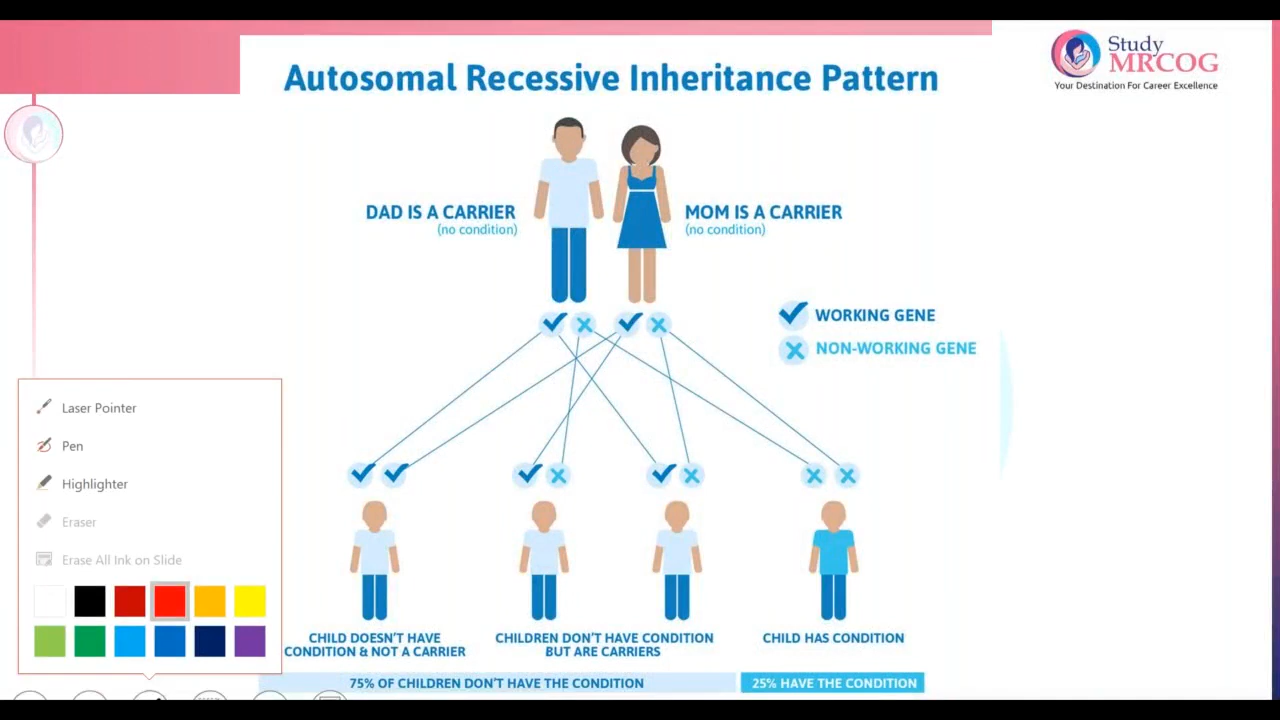 Study
MRCOG
Your Destination For Career Excellence
Autosomal Recessive Inheritance Pattern
DAD IS A CARRIER
(no condition)
MOM IS A CARRIER
(no condition)
WORKING GENE
NON-WORKING GENE
Laser Pointer
Pen
Highlighter
Eraser
Erase All Ink on Slide
CHILD DOESN'T HAVE
CONDITION & NOT A CARRIER
CHILDREN DON'T HAVE CONDITION
BUT ARE CARRIERS
CHILD HAS CONDITION
75% OF CHILDREN DON'T HAVE THE CONDITION
25% HAVE THE CONDITION